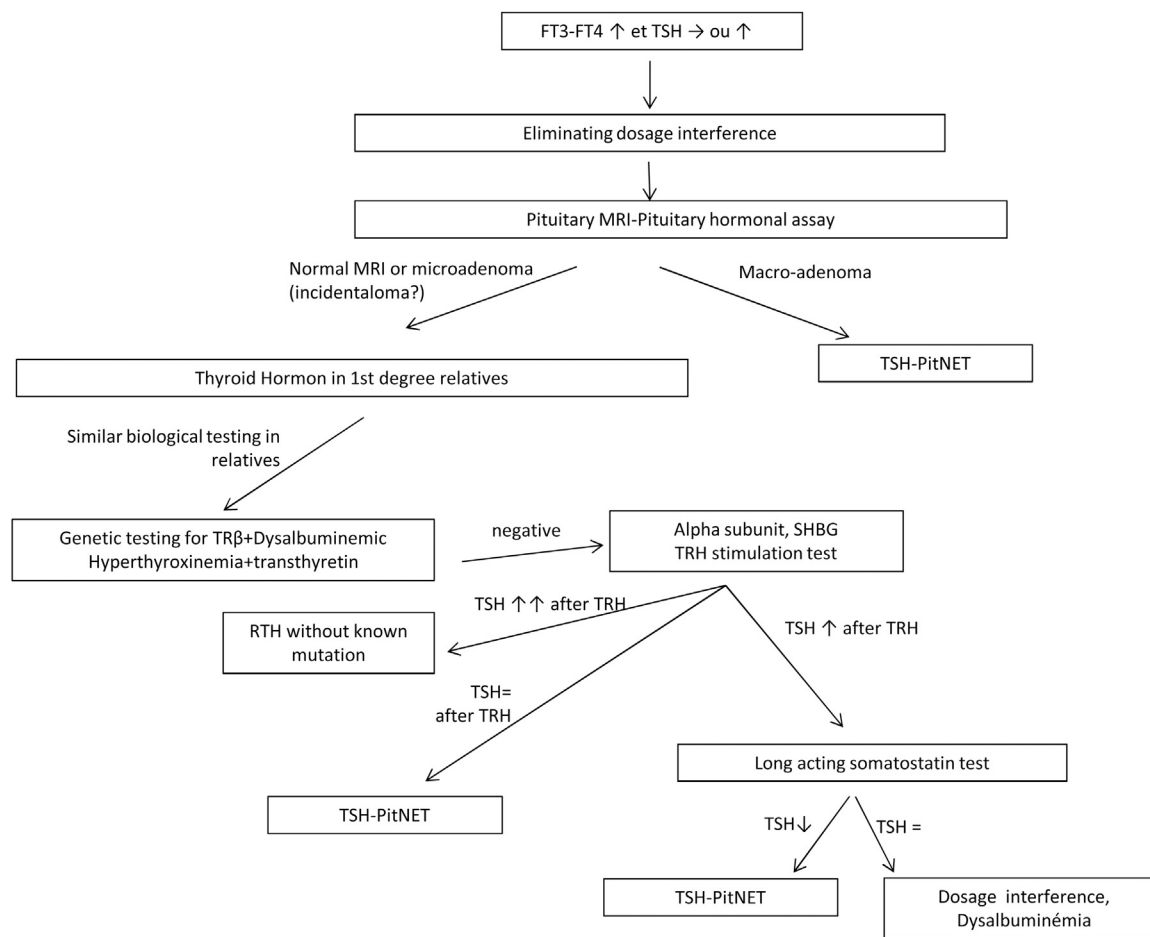 FT3-FT4 ↑ et TSH → ou ↑
Eliminating dosage interference
Pituitary MRI-Pituitary hormonal assay
Normal MRI or microadenoma
(incidentaloma?)
Macro-adenoma
TSH-PitNET
Thyroid Hormon in 1st degree relatives
Similar biological testing in
relatives
Genetic testing for TRβ+Dysalbuminemic
Hyperthyroxinemia+transthyretin
negative
Alpha subunit, SHBG
TRH stimulation test
TSH ↑↑ after TRH
RTH without known
mutation
TSH ↑ after TRH
TSH=
after TRH
Long acting somatostatin test
TSH-PitNET
TSH↓
TSH =
TSH-PitNET
Dosage interference,
Dysalbuminémia